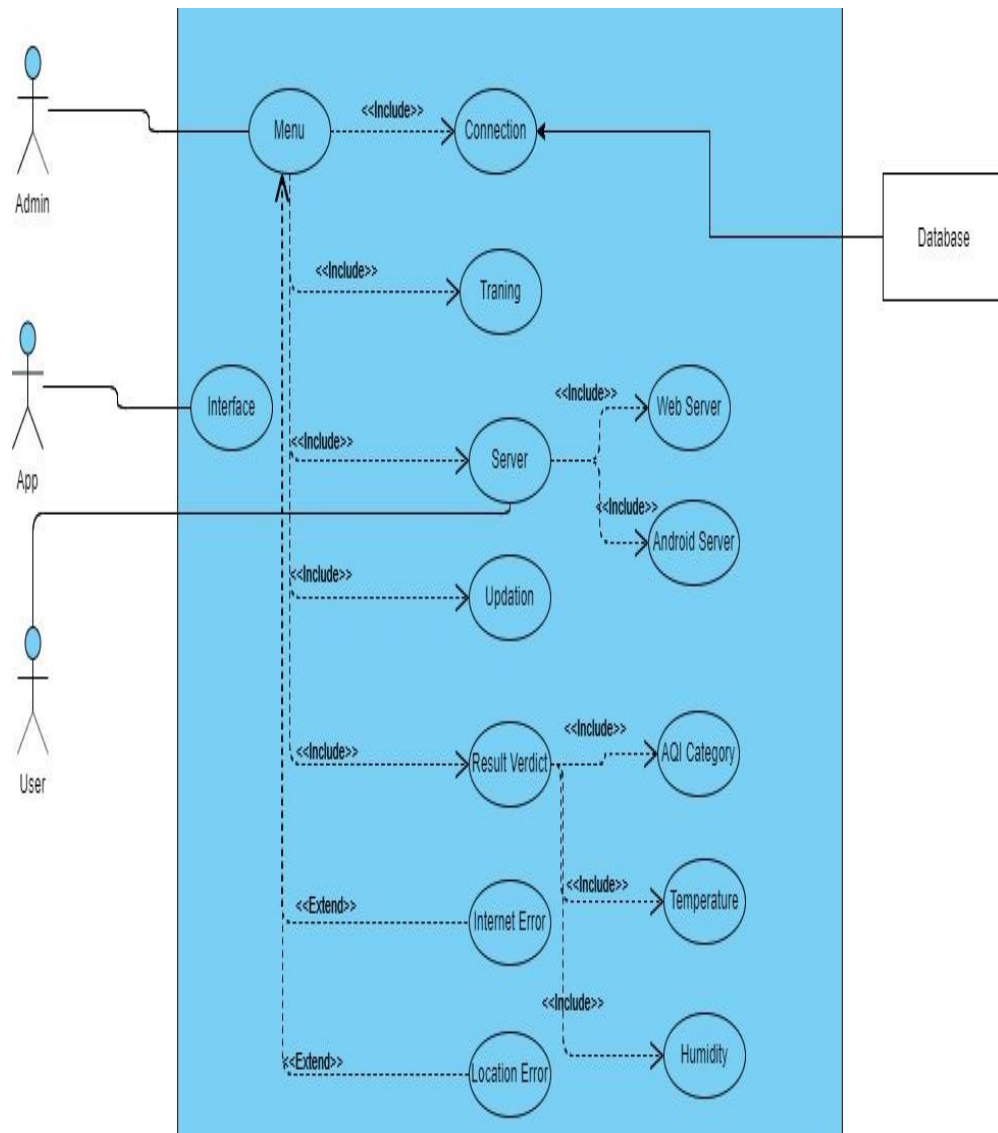 <<Include>>
Menu
Connection
Admin
Database
<<Include>>
Traning
<<Include>>
Web Server
Interface
<<Include>>
Server
App
<<Include>>
Android Server
<<Include>>
Updation
<<Include>>
AQI Category
<<Include>>
Result Verdict
User
<<Include>>
Temperature
<<Extend>>
Internet Error
<<Include>>
Humidity
<<Extend>>
Location Error